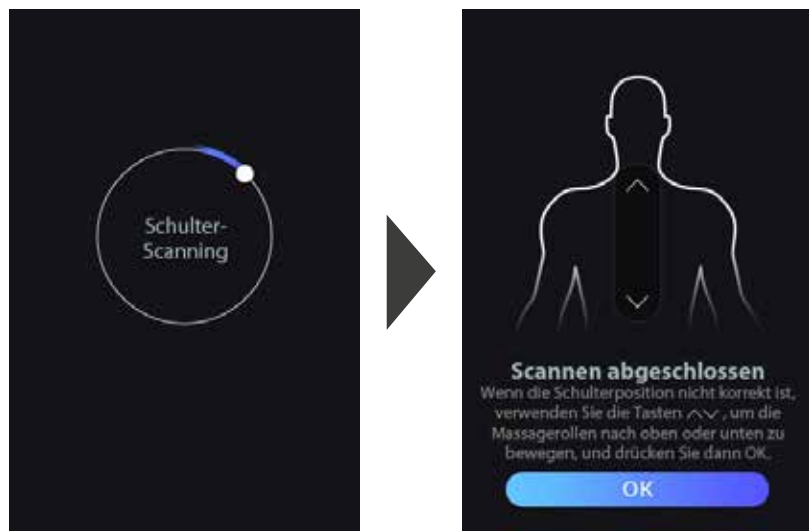 Schulter-
Scanning
Scannen abgeschlossen
Wenn die Schulterposition nicht korrekt ist,
verwenden Sie die Tasten ︿﹀, um die
Massagerollen nach oben oder unten zu
bewegen, und drücken Sie dann OK.
OK